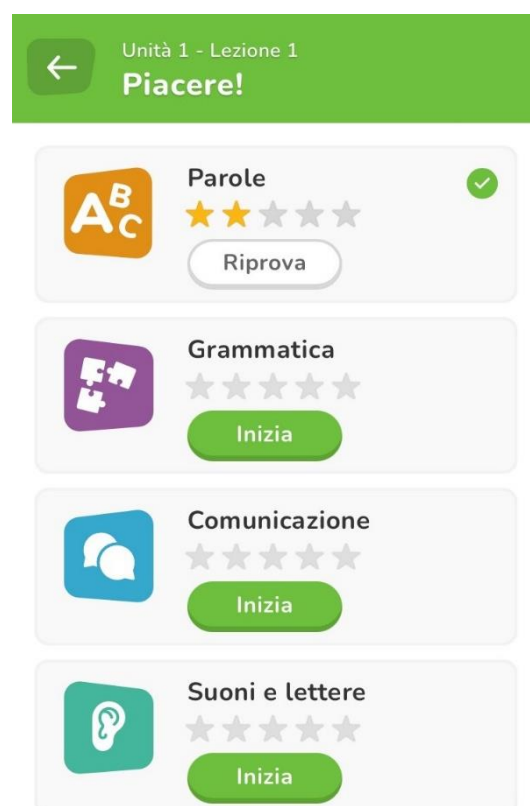 Unità 1 - Lezione 1
Piacere!
A B C
Parole
Riprova
Grammatica
Inizia
Comunicazione
Inizia
Suoni e lettere
Inizia